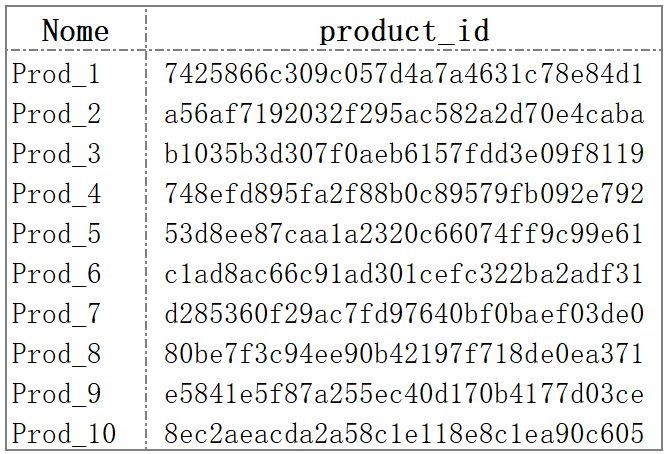 Nome product_id
Prod_1 7425866c309c057d4a7a4631c78e84d1
Prod_2 a56af7192032f295ac582a2d70e4caba
Prod_3 b1035b3d307f0aeb6157fdd3e09f8119
Prod_4 748efd895fa2f88b0c89579fb092e792
Prod_5 53d8ee87caa1a2320c66074ff9c99e61
Prod_6 c1ad8ac66c91ad301cefc322ba2adf31
Prod_7 d285360f29ac7fd97640bf0baef03de0
Prod_8 80be7f3c94ee90b42197f718de0ea371
Prod_9 e5841e5f87a255ec40d170b4177d03ce
Prod_10 8ec2aeacda2a58c1e118e8c1ea90c605